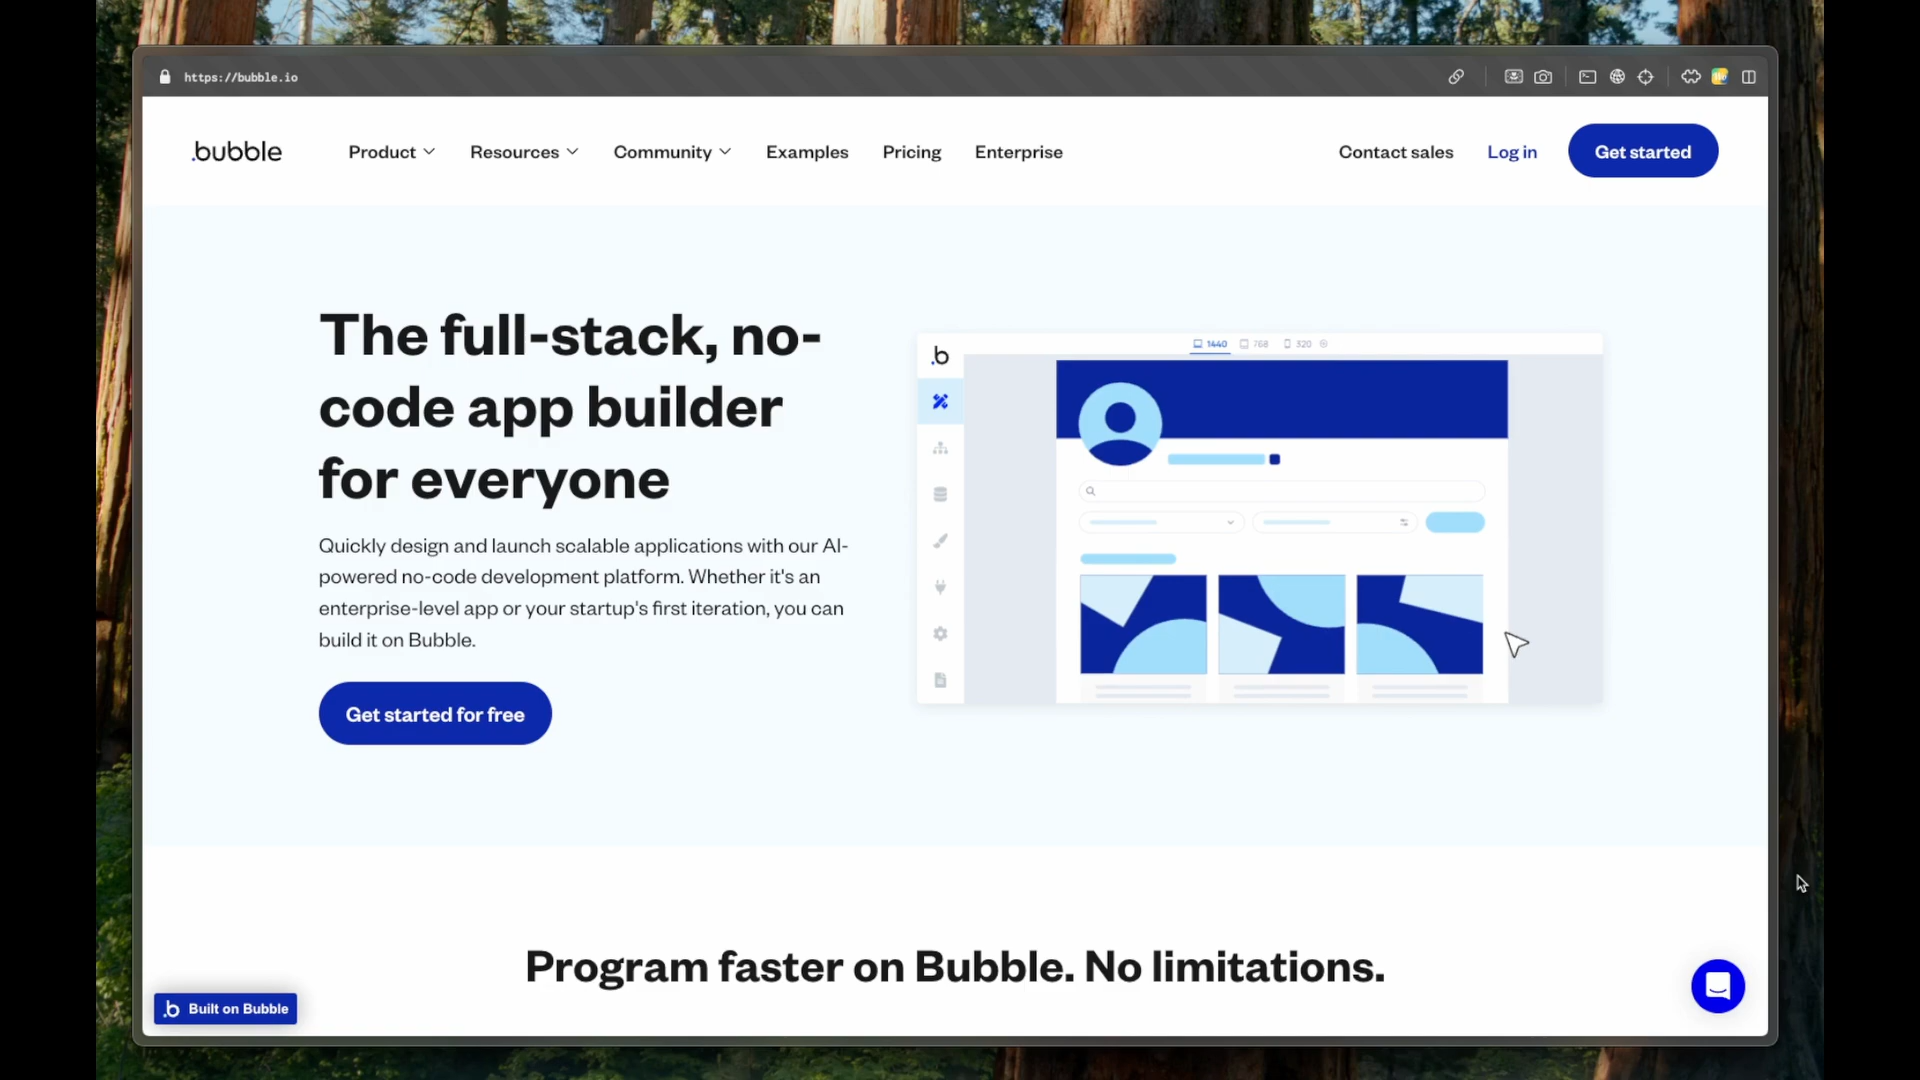 https://bubble.io
.bubble
Product
Resources
Community
Examples
Pricing
Enterprise
Contact sales
Log in
Get started
The full-stack, no-
code app builder
for everyone
Quickly design and launch scalable applications with our AI-
powered no-code development platform. Whether it's an
enterprise-level app or your startup's first iteration, you can
build it on Bubble.
Get started for free
.b
1440
768
320
Program faster on Bubble. No limitations.
.b Built on Bubble